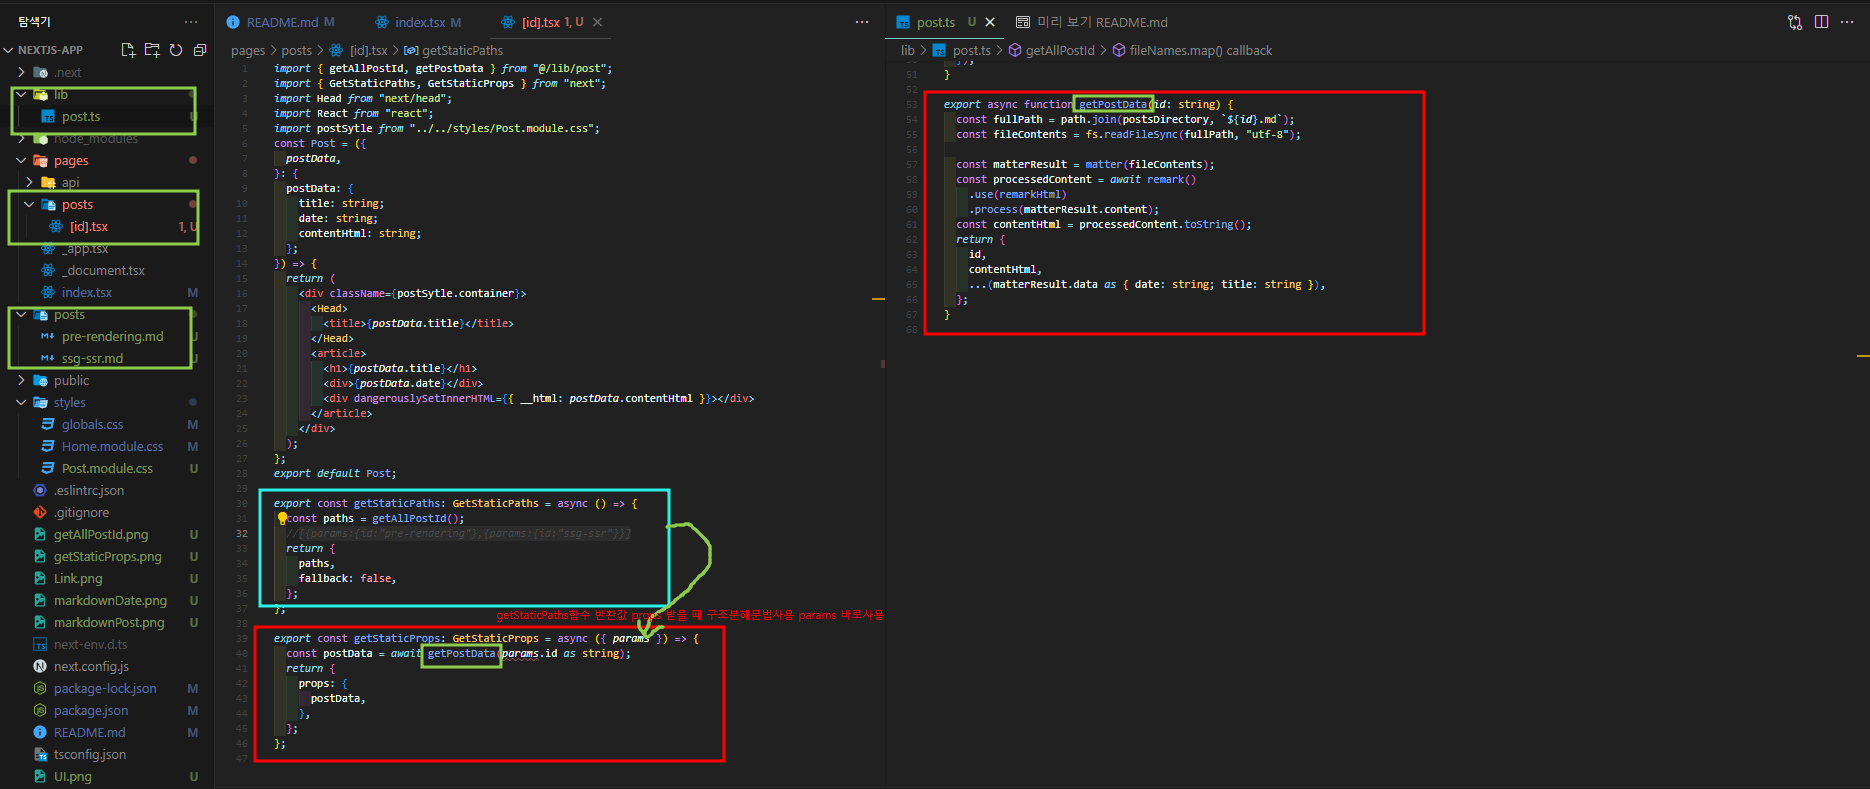 탐색기 ···
NEXTJS-APP
.next
lib
post.ts U
node_modules
pages
api
posts
[id].tsx 1, U
_app.tsx
_document.tsx
index.tsx M
posts
pre-rendering.md U
ssg-ssr.md U
public
styles
globals.css M
Home.module.css M
Post.module.css U
.eslintrc.json
.gitignore
getAllPostId.png U
getStaticProps.png U
Link.png U
markdownDate.png U
markdownPost.png U
next-env.d.ts
next.config.js
package-lock.json M
package.json M
README.md M
tsconfig.json
UI.png U
README.md M index.tsx M [id].tsx 1, U ···
pages > posts > [id].tsx > getStaticPaths
1 import { getAllPostId, getPostData } from "@/lib/post";
2 import { GetStaticPaths, GetStaticProps } from "next";
3 import Head from "next/head";
4 import React from "react";
5 import postSytle from "../../styles/Post.module.css";
6 const Post = ({
7 postData,
8 }: {
9 postData: {
10 title: string;
11 date: string;
12 contentHtml: string;
13 };
14 }) => {
15 return (
16 <div className={postSytle.container}>
17 <Head>
18 <title>{postData.title}</title>
19 </Head>
20 <article>
21 <h1>{postData.title}</h1>
22 <div>{postData.date}</div>
23 <div dangerouslySetInnerHTML={{ __html: postData.contentHtml }}></div>
24 </article>
25 </div>
26 );
27 };
28 export default Post;
29
30 export const getStaticPaths: GetStaticPaths = async () => {
31 const paths = getAllPostId();
32 //[{params:{id:"pre-rendering"},{params:{id:"ssg-ssr"}}]
33 return {
34 paths,
35 fallback: false,
36 };
37 };
getStaticPaths함수 반환값 props 받을 때 구조분해문법사용 params 바로사용
38
39 export const getStaticProps: GetStaticProps = async ({ params }) => {
40 const postData = await getPostData(params.id as string);
41 return {
42 props: {
43 postData,
44 },
45 };
46 };
47
post.ts U 미리 보기 README.md ···
lib > post.ts > getAllPostId > fileNames.map() callback
50 });
51 }
52
53 export async function getPostData(id: string) {
54 const fullPath = path.join(postsDirectory, `${id}.md`);
55 const fileContents = fs.readFileSync(fullPath, "utf-8");
56
57 const matterResult = matter(fileContents);
58 const processedContent = await remark()
59 .use(remarkHtml)
60 .process(matterResult.content);
61 const contentHtml = processedContent.toString();
62 return {
63 id,
64 contentHtml,
65 ...(matterResult.data as { date: string; title: string }),
66 };
67 }
68